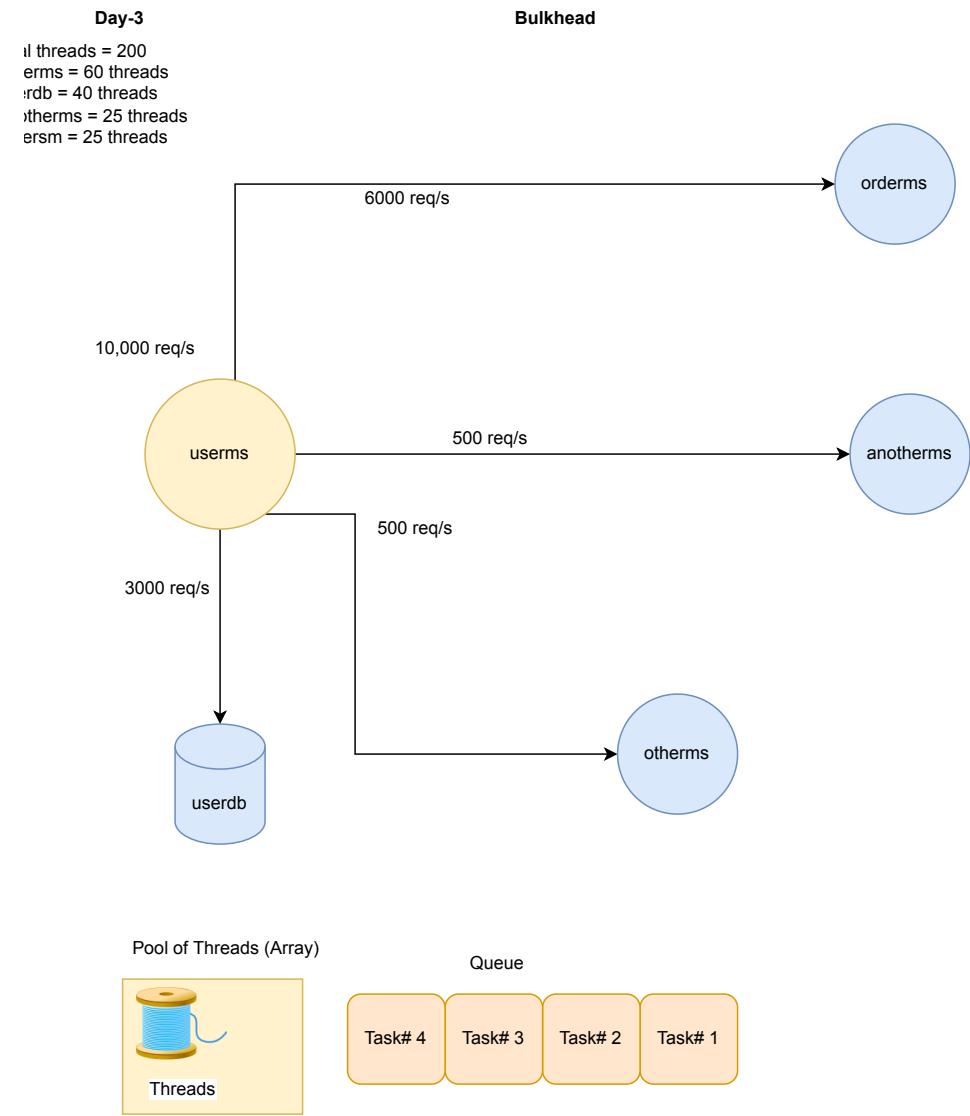 Day-3
Bulkhead
al threads = 200
erms = 60 threads
erdb = 40 threads
otherms = 25 threads
ersm = 25 threads
orderms
6000 req/s
10,000 req/s
userms
500 req/s
anotherms
500 req/s
3000 req/s
otherms
userdb
Pool of Threads (Array)
Queue
Task# 4
Task# 3
Task# 2
Task# 1
Threads